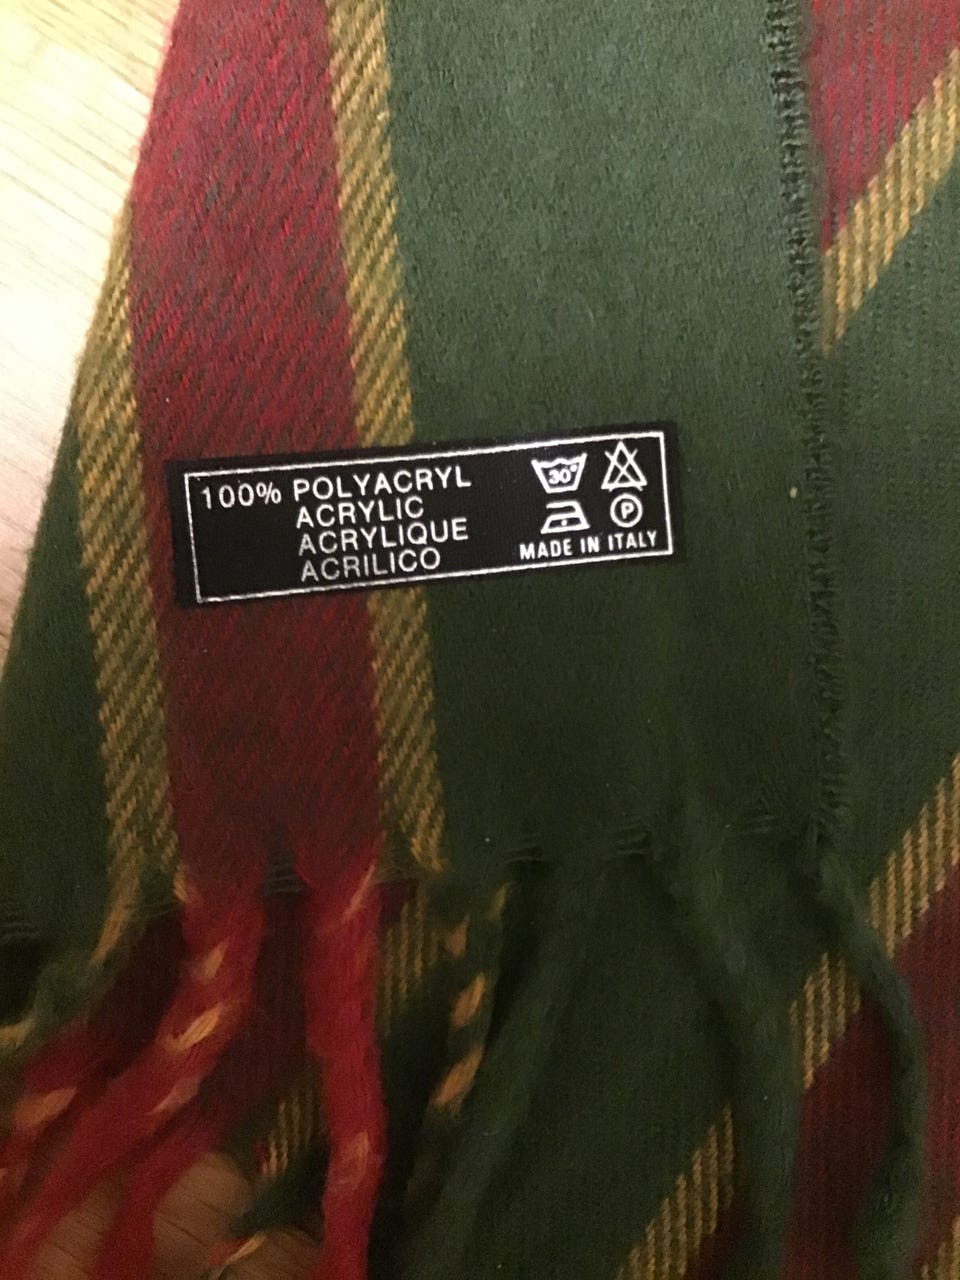 100% POLYACRYL
ACRYLIC
ACRYLIQUE
ACRILICO
30°
P
MADE IN ITALY